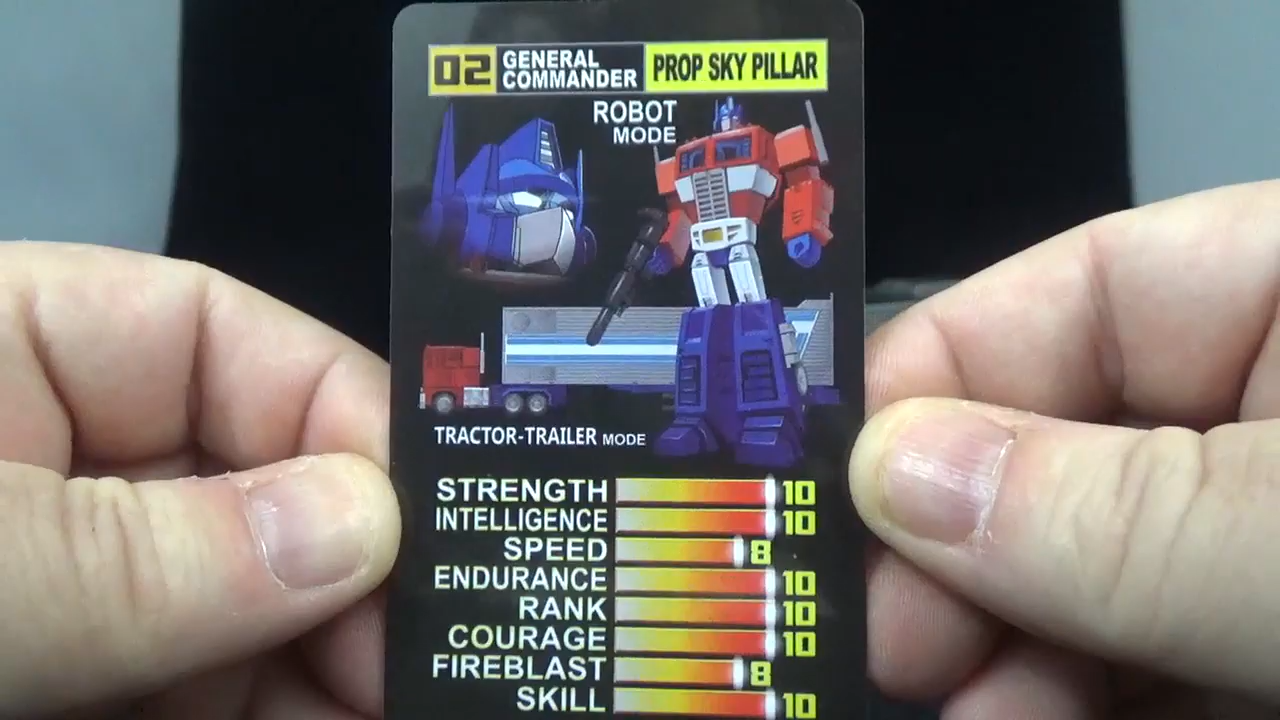 02 GENERAL COMMANDER PROP SKY PILLAR
ROBOT
MODE
TRACTOR-TRAILER MODE
STRENGTH 10
INTELLIGENCE 10
SPEED 8
ENDURANCE 10
RANK 10
COURAGE 10
FIREBLAST 8
SKILL 10